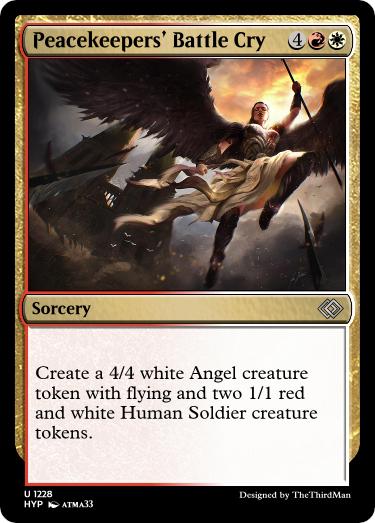 Peacekeepers' Battle Cry 4
Sorcery
Create a 4/4 white Angel creature
token with flying and two 1/1 red
and white Human Soldier creature
tokens.
U 1228
HYP ATMA33
Designed by TheThirdMan